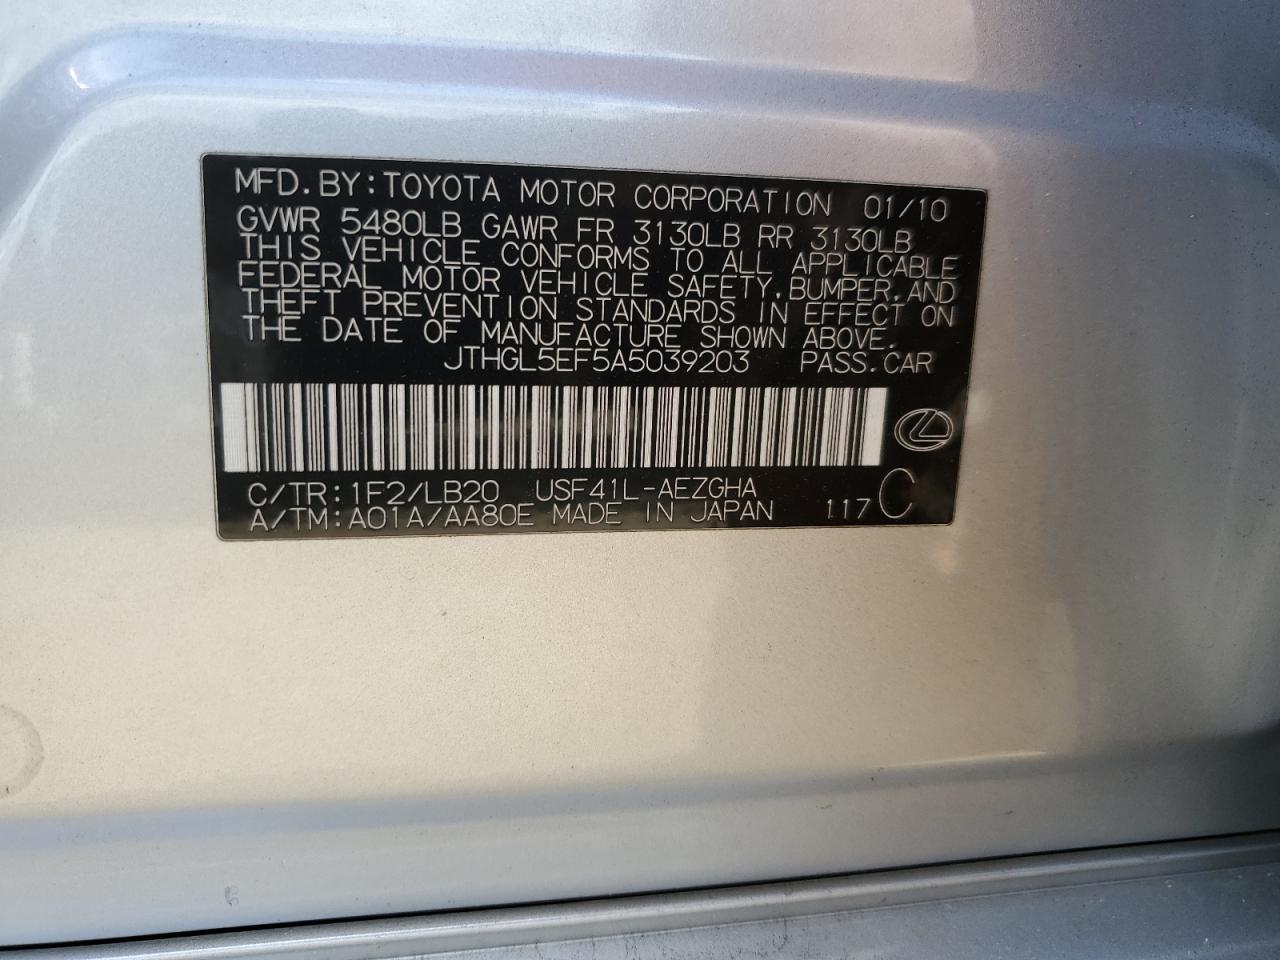 MFD. BY: TOYOTA MOTOR CORPORATION 01/10
GVWR 5480LB GAWR FR 3130LB RR 3130LB
THIS VEHICLE CONFORMS TO ALL APPLICABLE
FEDERAL MOTOR VEHICLE SAFETY, BUMPER, AND
THEFT PREVENTION STANDARDS IN EFFECT ON
THE DATE OF MANUFACTURE SHOWN ABOVE.
JTHGL5EF5A5039203 PASS. CAR
C/TR: 1F2/LB20 USF41L-AEZGHA
A/TM: A01A/AA80E MADE IN JAPAN 117 C